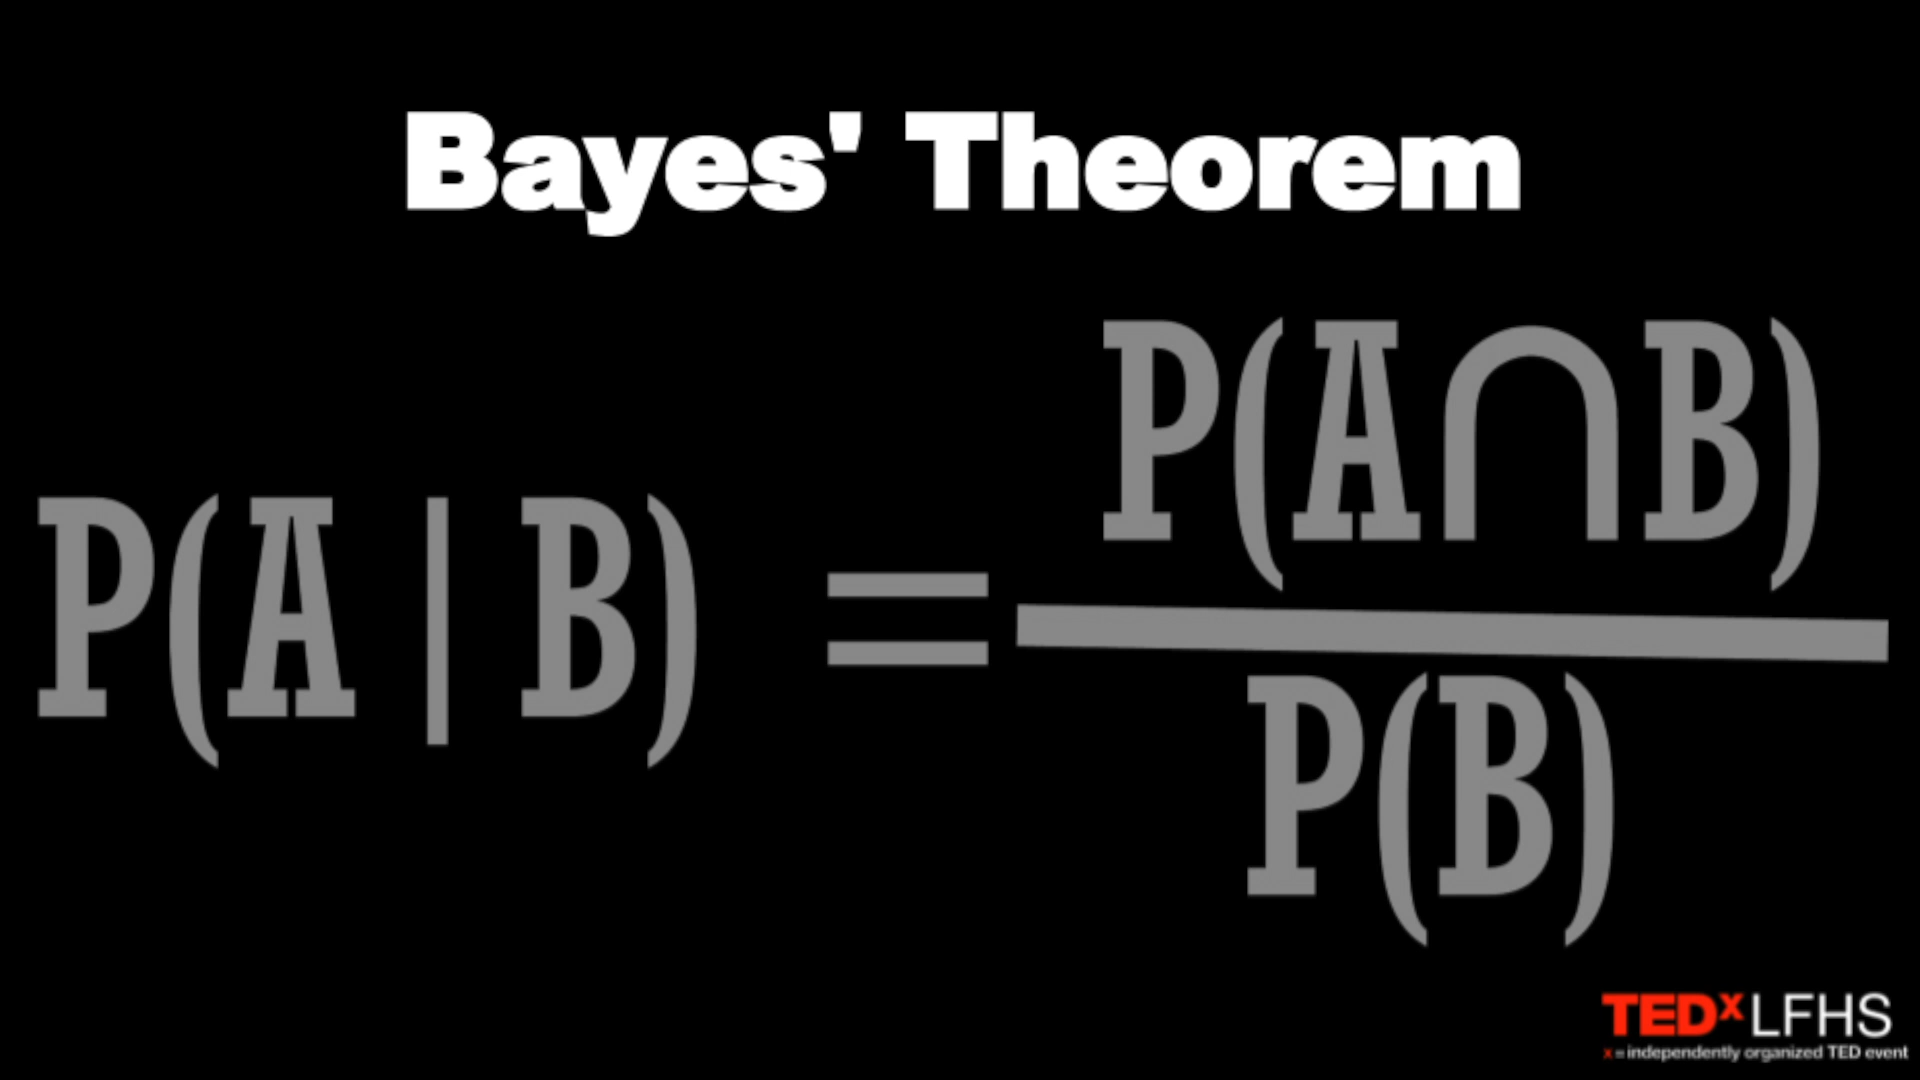 Bayes' Theorem
P(A | B) = P(A∩B)
P(B)
TEDxLFHS
x = independently organized TED event